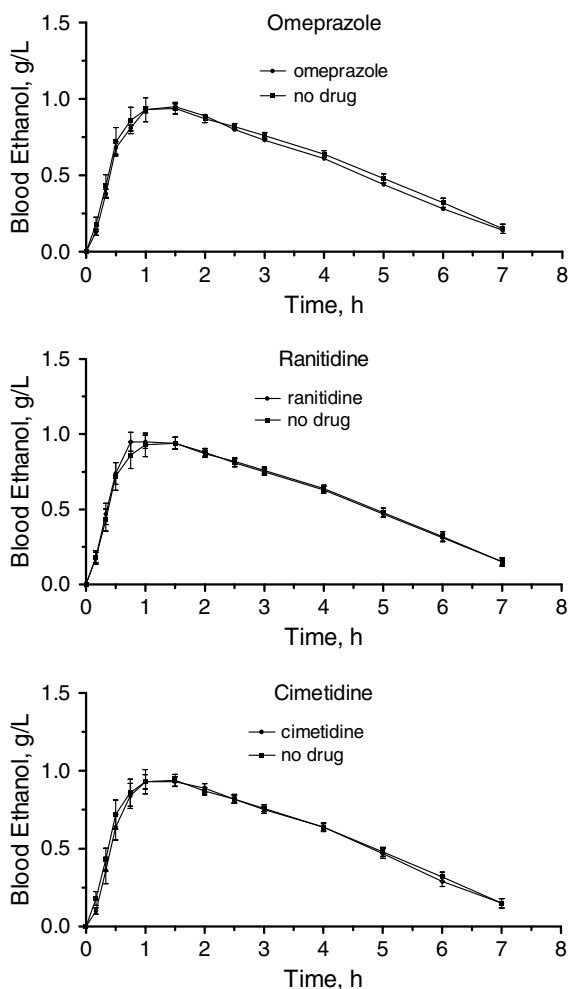 Omeprazole
omeprazole
no drug
Blood Ethanol, g/L
1.5
1.0
0.5
0.0
0 1 2 3 4 5 6 7 8
Time, h
Ranitidine
ranitidine
no drug
Blood Ethanol, g/L
1.5
1.0
0.5
0.0
0 1 2 3 4 5 6 7 8
Time, h
Cimetidine
cimetidine
no drug
Blood Ethanol, g/L
1.5
1.0
0.5
0.0
0 1 2 3 4 5 6 7 8
Time, h